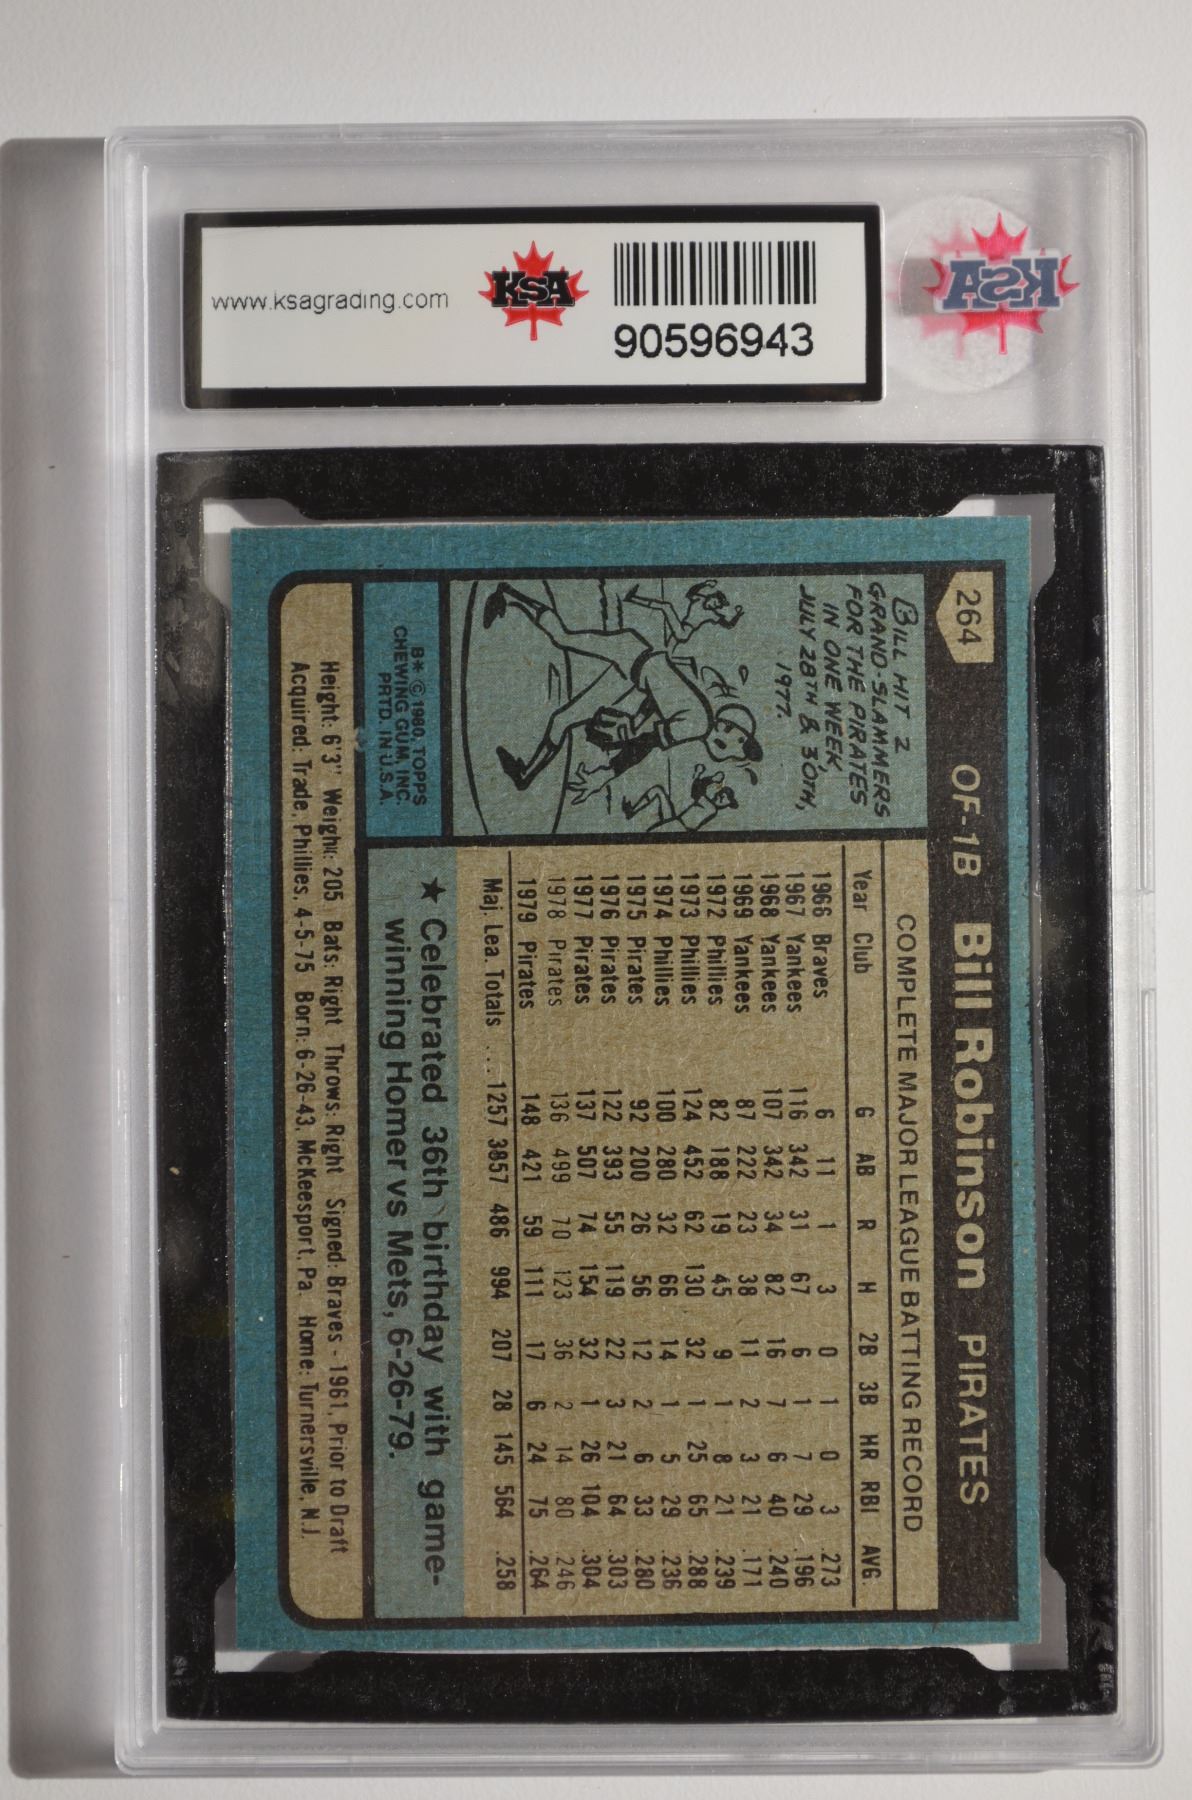 www.ksagrading.com
KSA
90596943
KSA
264
OF-1B Bill Robinson PIRATES
BILL HIT 2
GRAND-SLAMMERS
FOR THE PIRATES
IN ONE WEEK,
JULY 28TH & 30TH,
1977.
B* © 1980. TOPPS
CHEWING GUM, INC.
PRTD. IN U.S.A.
COMPLETE MAJOR LEAGUE BATTING RECORD
Year Club G AB R H 2B 3B HR RBI AVG.
1966 Braves 6 11 1 3 0 1 0 3 .273
1967 Yankees 116 342 31 67 6 1 7 29 .196
1968 Yankees 107 342 34 82 16 7 6 40 .240
1969 Yankees 87 222 23 38 11 2 3 21 .171
1972 Phillies 82 188 19 45 9 1 8 21 .239
1973 Phillies 124 452 62 130 32 1 25 65 .288
1974 Phillies 100 280 32 66 14 1 5 29 .236
1975 Pirates 92 200 26 56 12 2 6 33 .280
1976 Pirates 122 393 55 119 22 3 21 64 .303
1977 Pirates 137 507 74 154 32 1 26 104 .304
1978 Pirates 136 499 70 123 36 2 14 80 .246
1979 Pirates 148 421 59 111 17 6 24 75 .264
Maj. Lea. Totals ... 1257 3857 486 994 207 28 145 564 .258
★ Celebrated 36th birthday with game-
winning Homer vs Mets, 6-26-79.
Height: 6'3" Weight: 205 Bats: Right Throws: Right Signed: Braves - 1961, Prior to Draft
Acquired: Trade, Phillies, 4-5-75 Born: 6-26-43, McKeesport, Pa. Home: Turnersville, N.J.